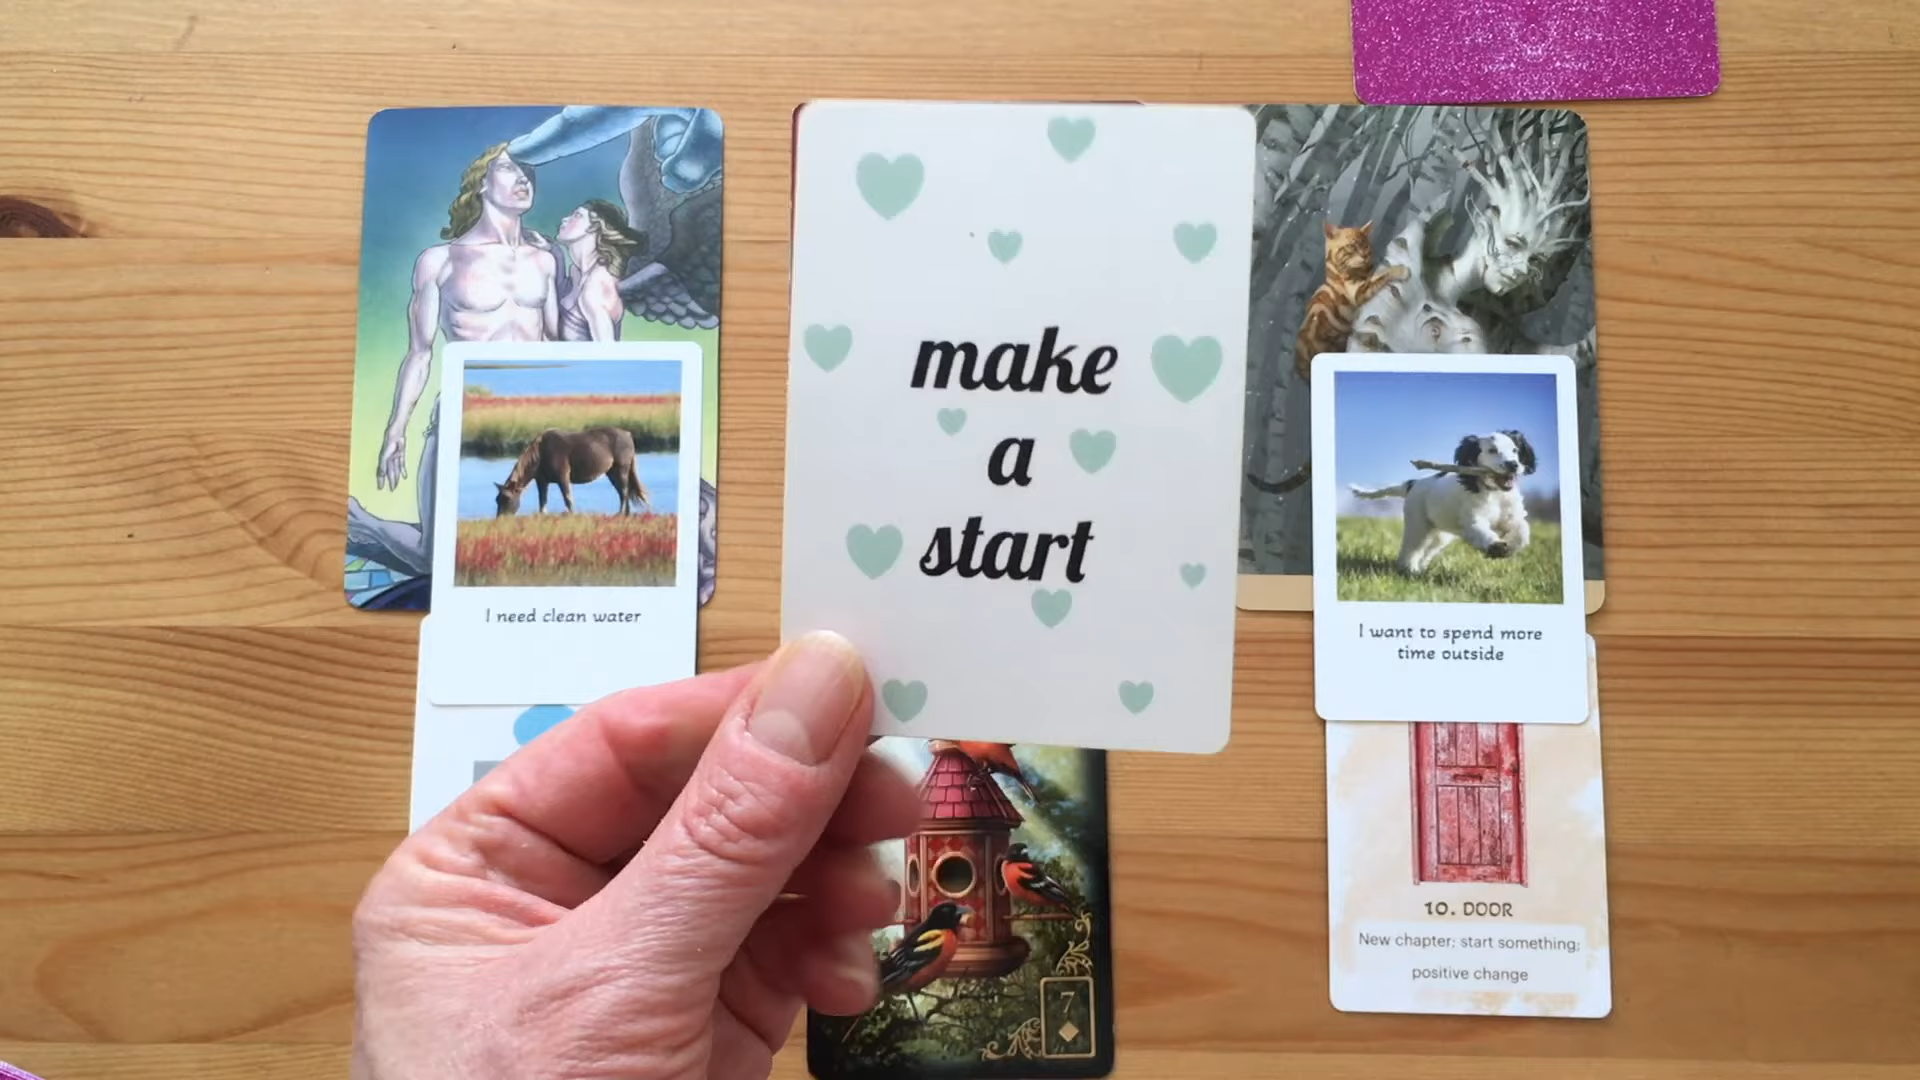 make
a
start
I need clean water
I want to spend more
time outside
10. DOOR
New chapter; start something;
positive change
7